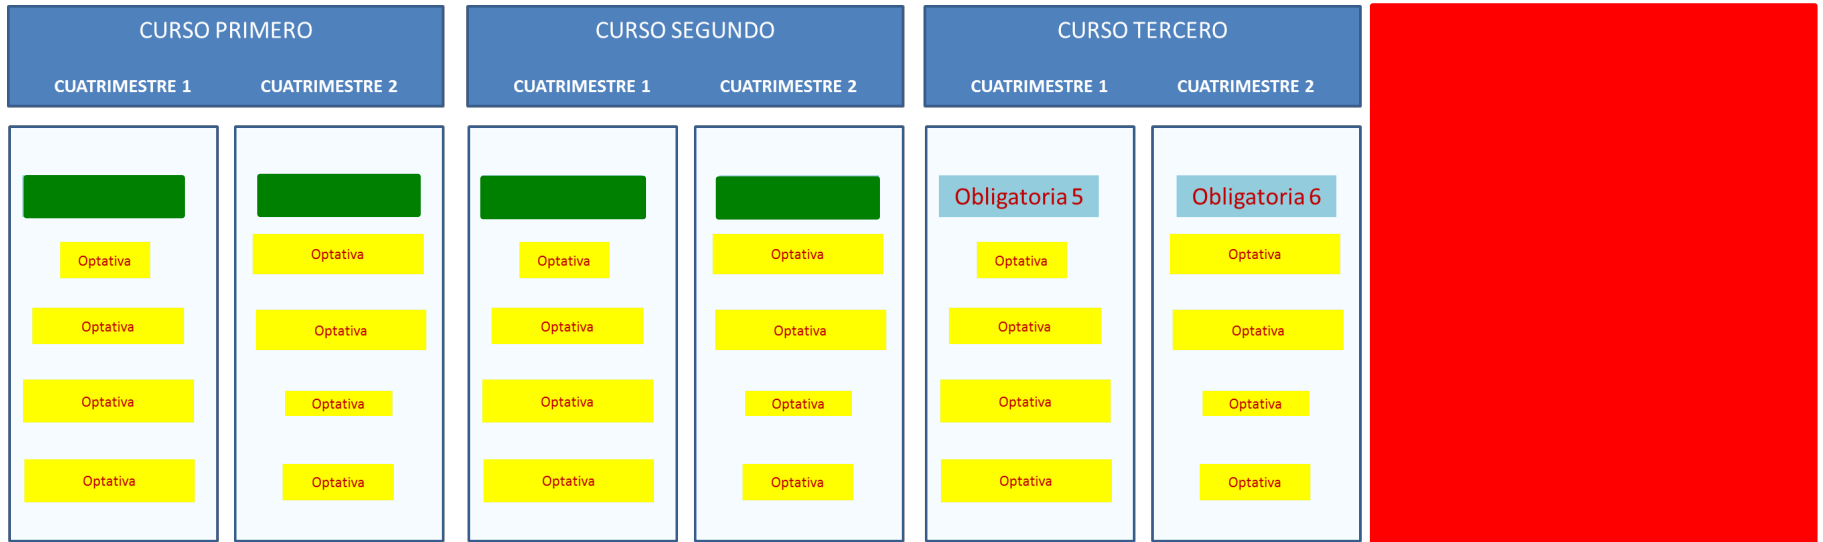 CURSO PRIMERO
CUATRIMESTRE 1 CUATRIMESTRE 2
Optativa
Optativa
Optativa
Optativa
Optativa
Optativa
Optativa
Optativa
CURSO SEGUNDO
CUATRIMESTRE 1 CUATRIMESTRE 2
Optativa
Optativa
Optativa
Optativa
Optativa
Optativa
Optativa
Optativa
CURSO TERCERO
CUATRIMESTRE 1 CUATRIMESTRE 2
Obligatoria 5
Optativa
Optativa
Optativa
Optativa
Obligatoria 6
Optativa
Optativa
Optativa
Optativa